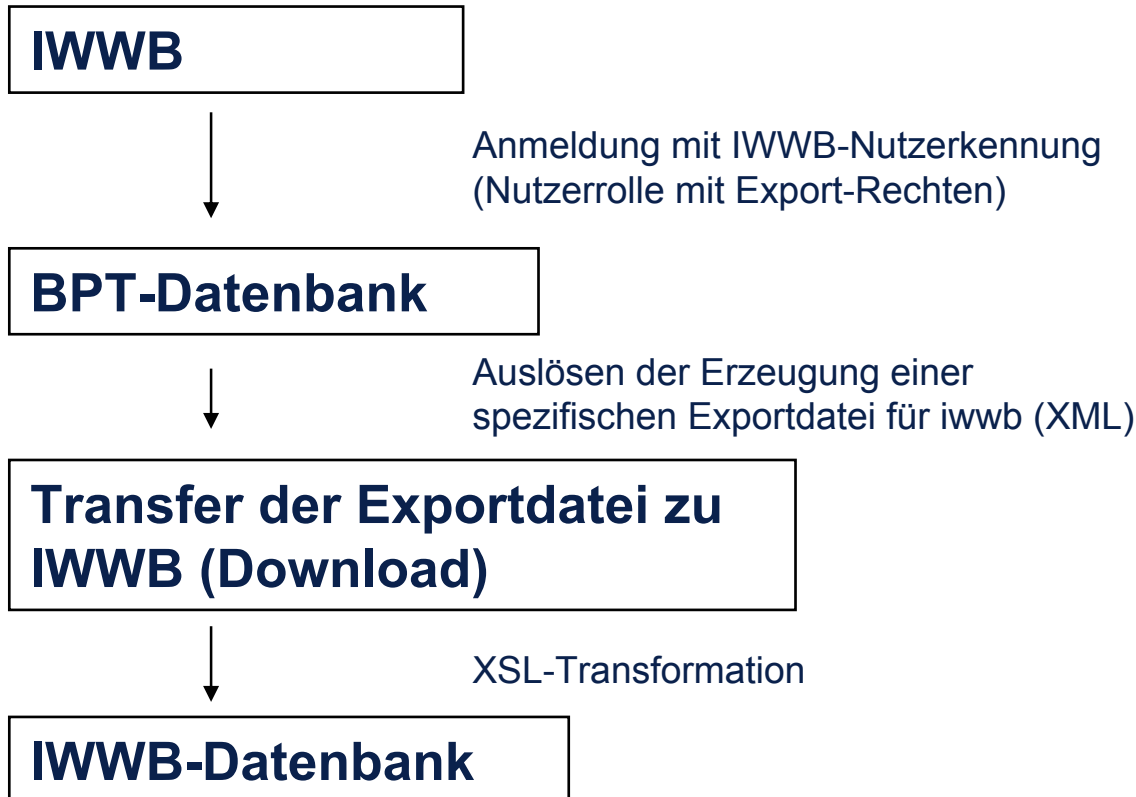 IWWB
Anmeldung mit IWWB-Nutzerkennung
(Nutzerrolle mit Export-Rechten)
BPT-Datenbank
Auslösen der Erzeugung einer
spezifischen Exportdatei für iwwb (XML)
Transfer der Exportdatei zu
IWWB (Download)
XSL-Transformation
IWWB-Datenbank